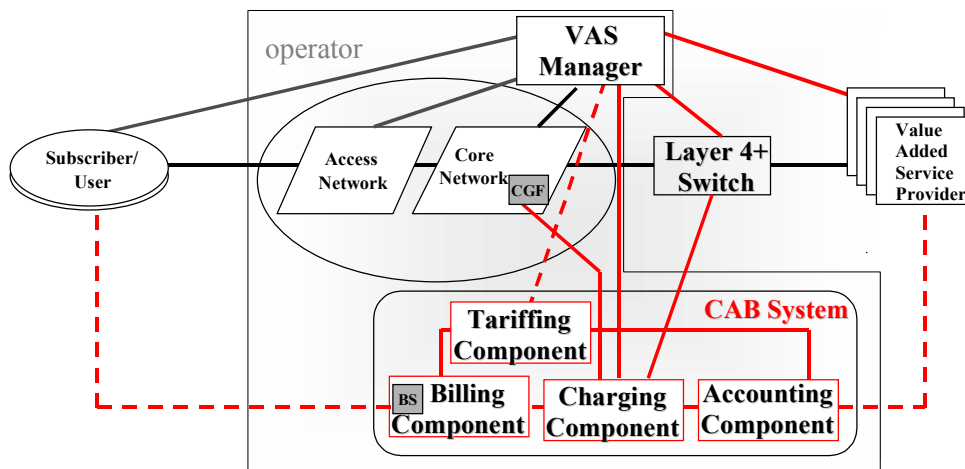 operator
VAS
Manager
Subscriber/
User
Access
Network
Core
Network
CGF
Layer 4+
Switch
Value
Added
Service
Provider
CAB System
Tariffing
Component
BS
Billing
Component
Charging
Component
Accounting
Component